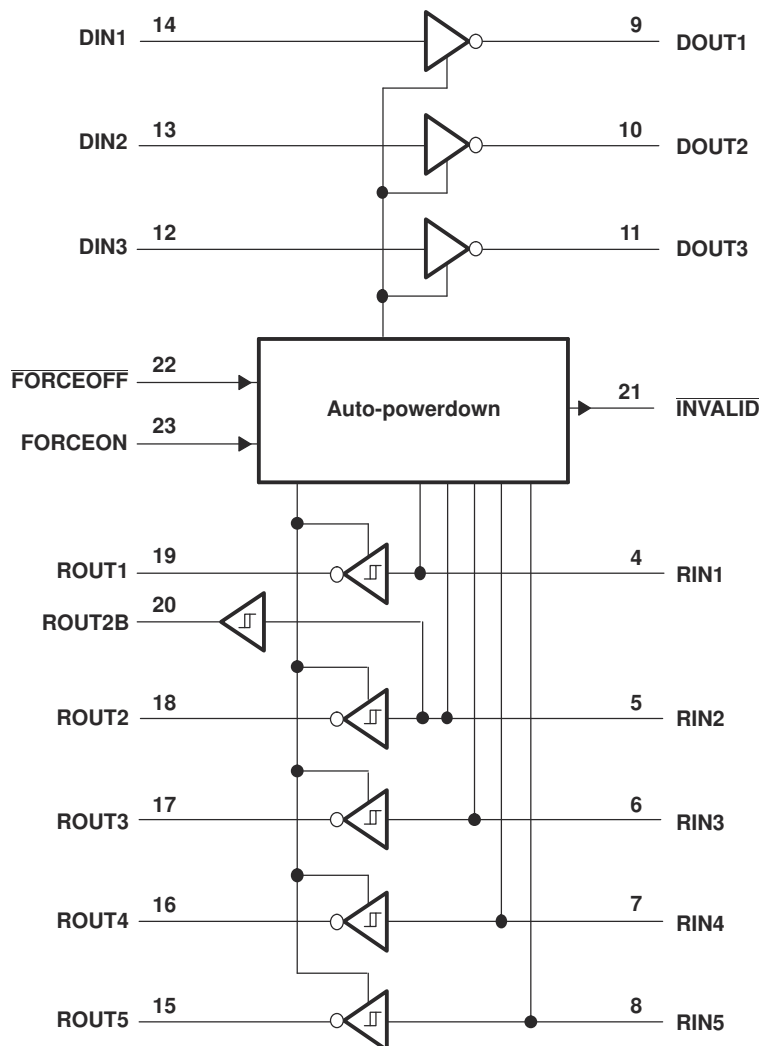 DIN1 14 9 DOUT1
DIN2 13 10 DOUT2
DIN3 12 11 DOUT3
FORCEOFF 22
Auto-powerdown
21 INVALID
FORCEON 23
ROUT1 19 4 RIN1
ROUT2B 20
ROUT2 18 5 RIN2
ROUT3 17 6 RIN3
ROUT4 16 7 RIN4
ROUT5 15 8 RIN5